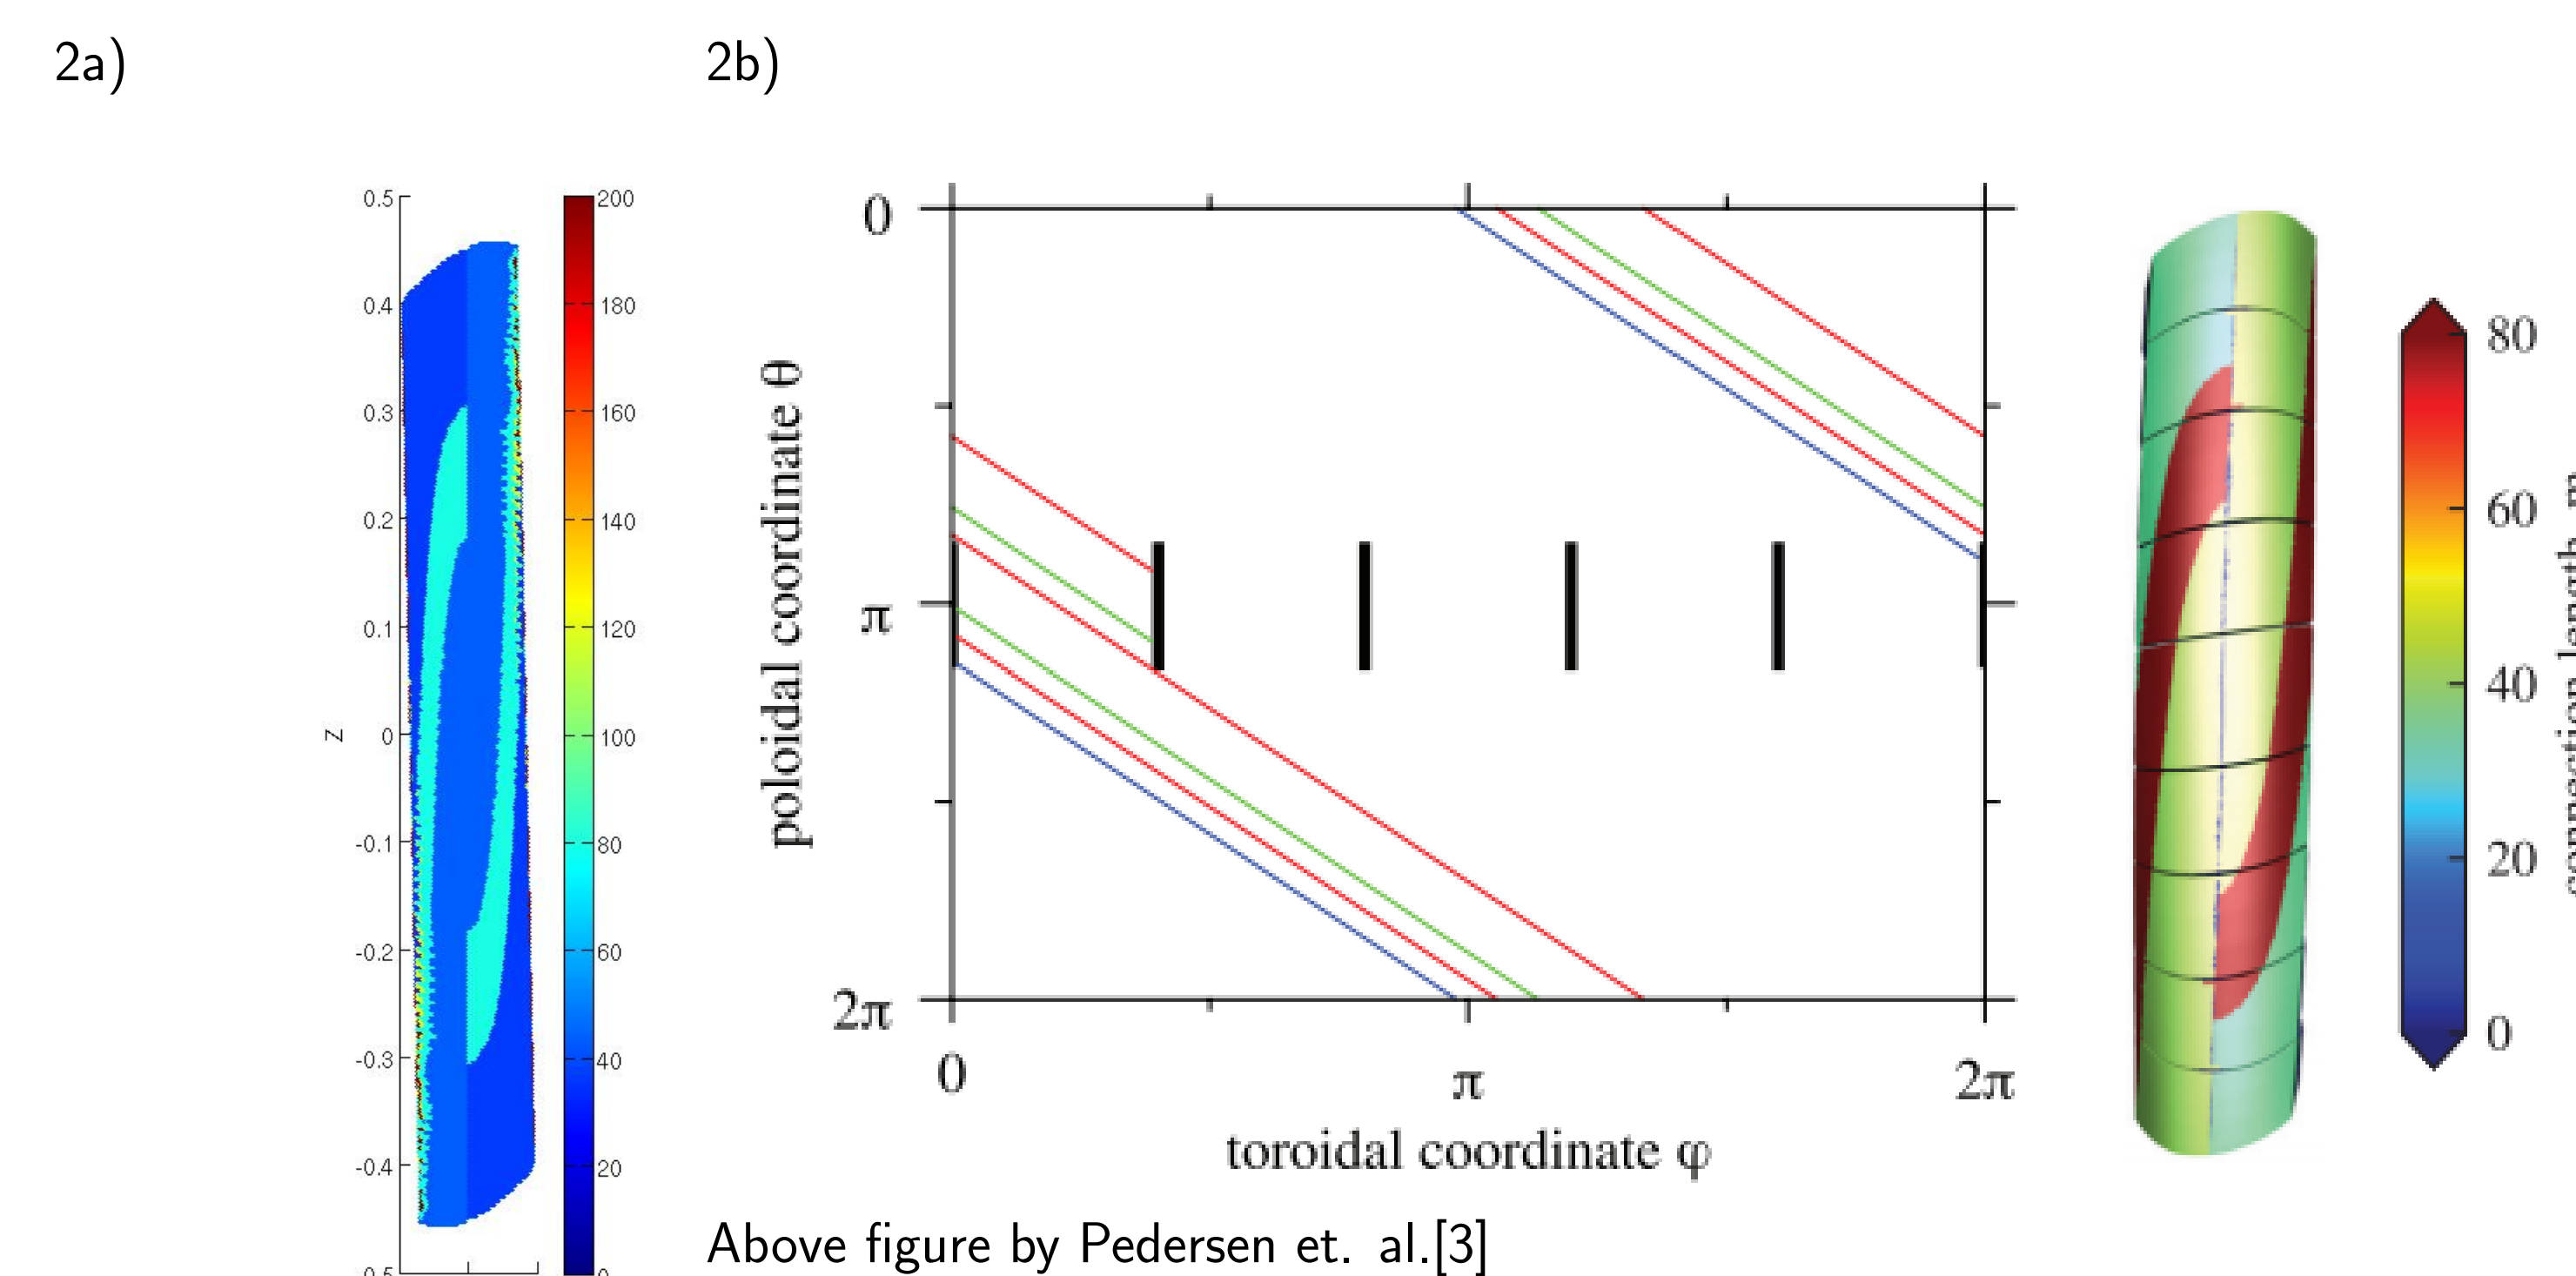 2a)
2b)
0.5
0.4
0.3
0.2
0.1
0
-0.1
-0.2
-0.3
-0.4
Z
200
180
160
140
120
100
80
60
40
20
0
π
2π
poloidal coordinate θ
0
π
2π
toroidal coordinate φ
80
60
40
20
0
Above figure by Pedersen et. al.[3]